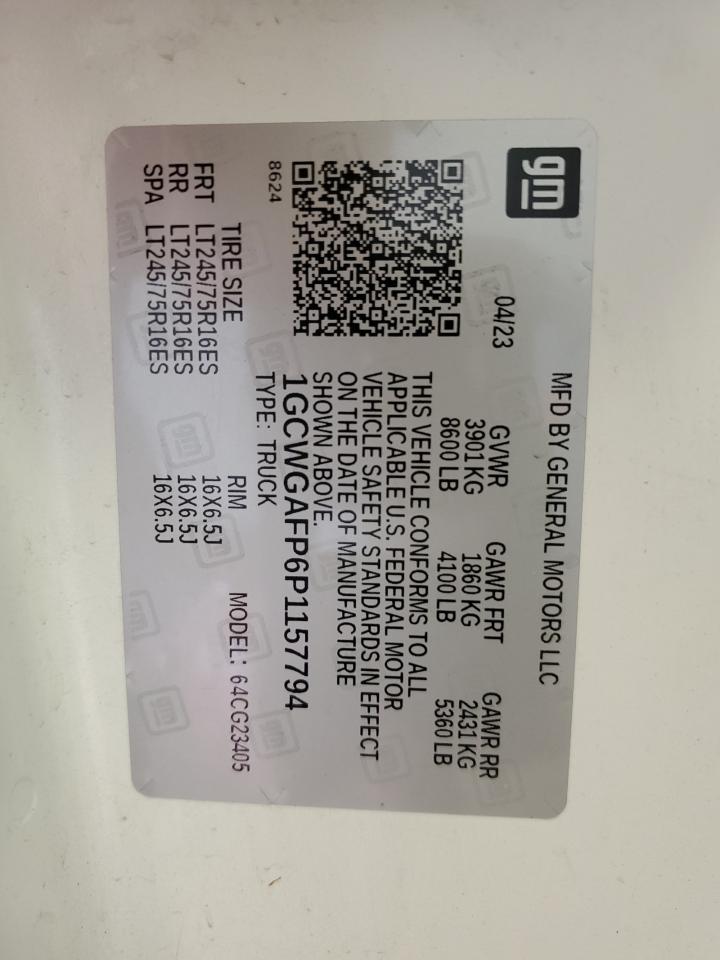 gm
MFD BY GENERAL MOTORS LLC
04/23
GVWR GAWR FRT GAWR RR
3901 KG 1860 KG 2431 KG
8600 LB 4100 LB 5360 LB
THIS VEHICLE CONFORMS TO ALL
APPLICABLE U.S. FEDERAL MOTOR
VEHICLE SAFETY STANDARDS IN EFFECT
ON THE DATE OF MANUFACTURE
SHOWN ABOVE.
1GCWGAFP6P1157794
8624
TYPE: TRUCK
MODEL: 64CG23405
TIRE SIZE RIM
FRT LT245/75R16ES 16X6.5J
RR LT245/75R16ES 16X6.5J
SPA LT245/75R16ES 16X6.5J